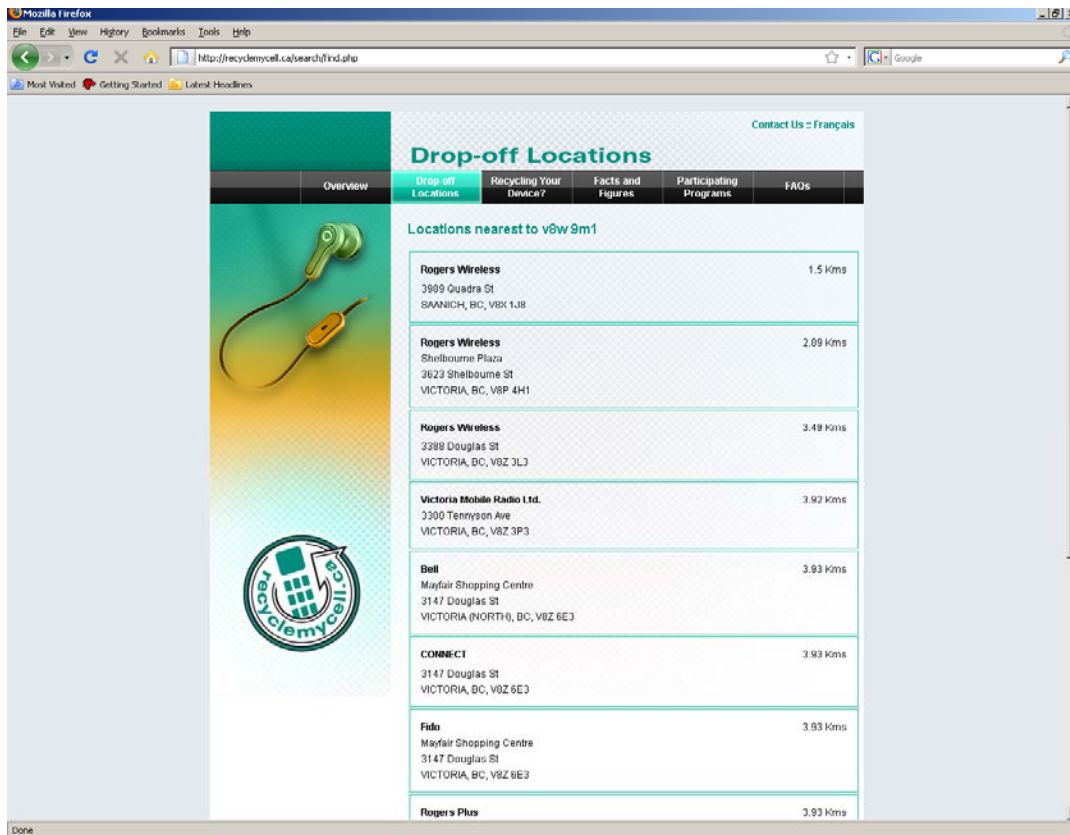 Mozilla Firefox
File Edit View History Bookmarks Tools Help
http://recyclemycell.ca/search/find.php
Google
Most Visited Getting Started Latest Headlines
Contact Us :: Français
Drop-off Locations
Overview
Drop-off Locations
Recycling Your Device?
Facts and Figures
Participating Programs
FAQs
Locations nearest to v8w 9m1
Rogers Wireless 1.5 Kms
3989 Quadra St
SAANICH, BC, V8X 1J8
Rogers Wireless 2.89 Kms
Shelbourne Plaza
3623 Shelbourne St
VICTORIA, BC, V8P 4H1
Rogers Wireless 3.48 Kms
3388 Douglas St
VICTORIA, BC, V8Z 3L3
Victoria Mobile Radio Ltd. 3.92 Kms
3300 Tennyson Ave
VICTORIA, BC, V8Z 3P3
Bell 3.93 Kms
Mayfair Shopping Centre
3147 Douglas St
VICTORIA (NORTH), BC, V8Z 6E3
CONNECT 3.93 Kms
3147 Douglas St
VICTORIA, BC, V8Z 6E3
Fido 3.93 Kms
Mayfair Shopping Centre
3147 Douglas St
VICTORIA, BC, V8Z 6E3
Rogers Plus 3.93 Kms
recyclemycell.ca
Done